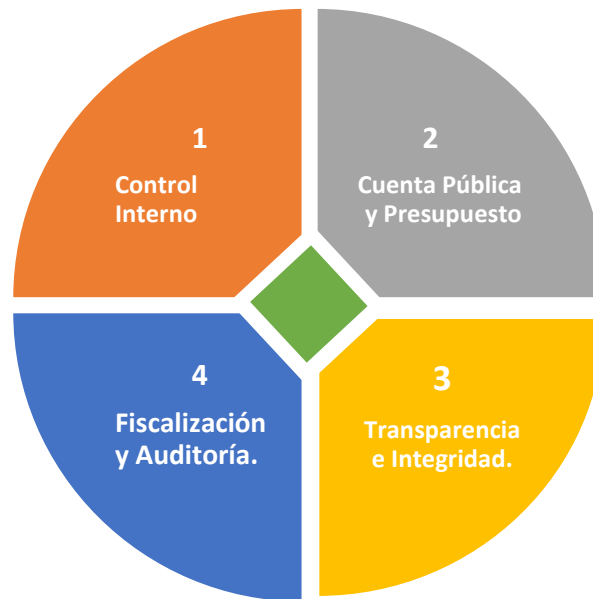 1
Control
Interno
2
Cuenta Pública
y Presupuesto
4
Fiscalización
y Auditoría.
3
Transparencia
e Integridad.